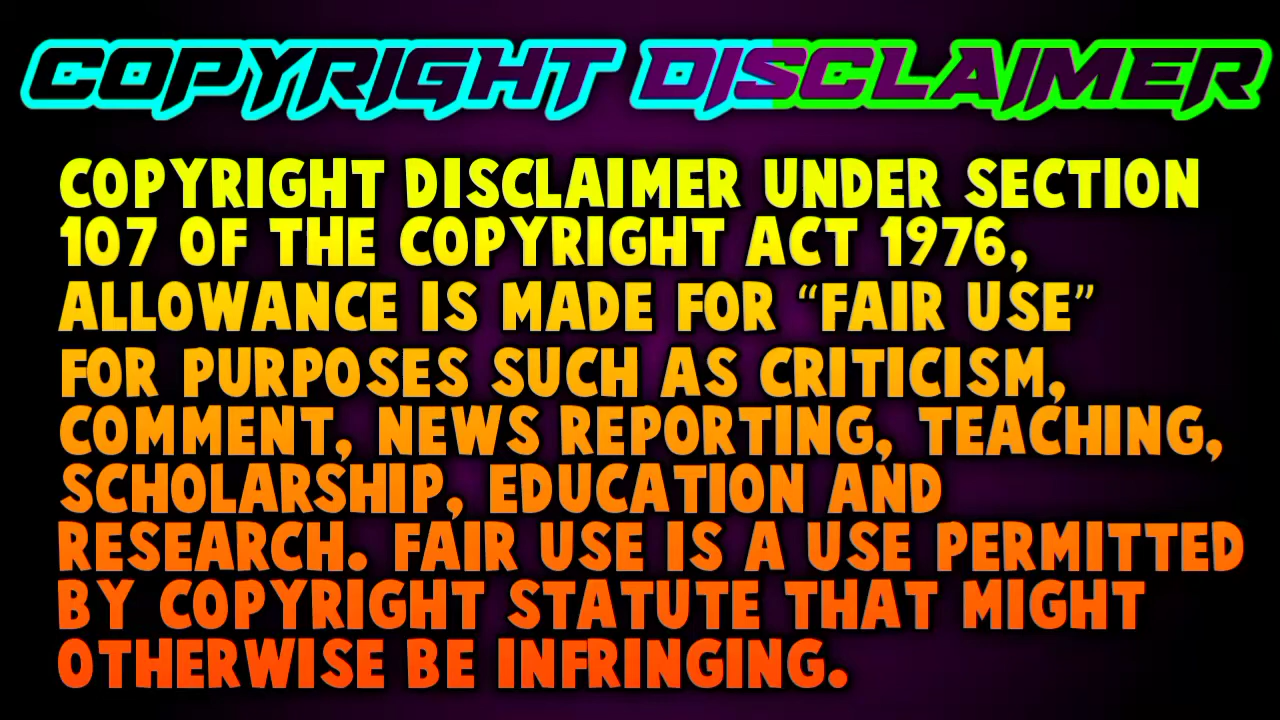 COPYRIGHT DISCLAIMER
COPYRIGHT DISCLAIMER UNDER SECTION
107 OF THE COPYRIGHT ACT 1976,
ALLOWANCE IS MADE FOR “FAIR USE”
FOR PURPOSES SUCH AS CRITICISM,
COMMENT, NEWS REPORTING, TEACHING,
SCHOLARSHIP, EDUCATION AND
RESEARCH. FAIR USE IS A USE PERMITTED
BY COPYRIGHT STATUTE THAT MIGHT
OTHERWISE BE INFRINGING.